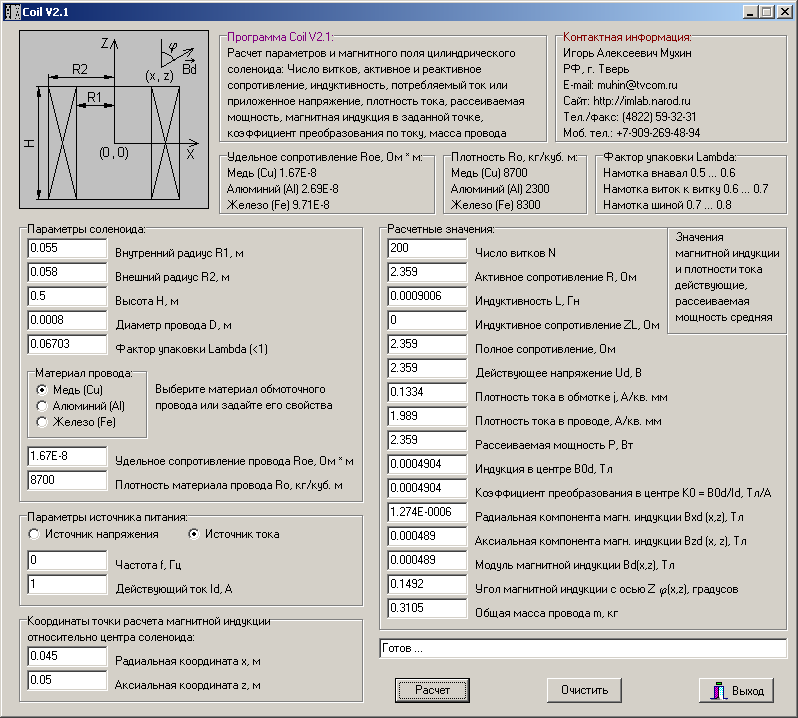 Coil V2.1
Z
φ
Bd
(x, z)
R2
R1
H
(0,0)
X
Программа Coil V2.1:
Расчет параметров и магнитного поля цилиндрического
соленоида: Число витков, активное и реактивное
сопротивление, индуктивность, потребляемый ток или
приложенное напряжение, плотность тока, рассеиваемая
мощность, магнитная индукция в заданной точке,
коэффициент преобразования по току, масса провода
Контактная информация:
Игорь Алексеевич Мухин
РФ, г. Тверь
E-mail: muhin@tvcom.ru
Сайт: http://imlab.narod.ru
Тел./факс: (4822) 59-32-31
Моб. тел.: +7-909-269-48-94
Удельное сопротивление Roe, Ом * м:
Медь (Cu) 1.67E-8
Алюминий (Al) 2.69E-8
Железо (Fe) 9.71E-8
Плотность Ro, кг/куб. м:
Медь (Cu) 8700
Алюминий (Al) 2300
Железо (Fe) 8300
Фактор упаковки Lambda:
Намотка внавал 0.5 ... 0.6
Намотка виток к витку 0.6 ... 0.7
Намотка шиной 0.7 ... 0.8
Параметры соленоида:
0.055 Внутренний радиус R1, м
0.058 Внешний радиус R2, м
0.5 Высота H, м
0.0008 Диаметр провода D, м
0.06703 Фактор упаковки Lambda (<1)
Материал провода:
Медь (Cu)
Алюминий (Al)
Железо (Fe)
Выберите материал обмоточного
провода или задайте его свойства
1.67E-8 Удельное сопротивление провода Roe, Ом * м
8700 Плотность материала провода Ro, кг/куб. м
Параметры источника питания:
Источник напряжения Источник тока
0 Частота f, Гц
1 Действующий ток Id, А
Координаты точки расчета магнитной индукции
относительно центра соленоида:
0.045 Радиальная координата x, м
0.05 Аксиальная координата z, м
Расчетные значения:
200 Число витков N
2.359 Активное сопротивление R, Ом
0.0009006 Индуктивность L, Гн
0 Индуктивное сопротивление ZL, Ом
2.359 Полное сопротивление, Ом
2.359 Действующее напряжение Ud, В
0.1334 Плотность тока в обмотке j, А/кв. мм
1.989 Плотность тока в проводе, А/кв. мм
2.359 Рассеиваемая мощность P, Вт
0.0004904 Индукция в центре B0d, Тл
0.0004904 Коэффициент преобразования в центре K0 = B0d/Id, Тл/А
1.274E-0006 Радиальная компонента магн. индукции Bxd (x,z), Тл
0.000489 Аксиальная компонента магн. индукции Bzd (x, z), Тл
0.000489 Модуль магнитной индукции Bd(x,z), Тл
0.1492 Угол магнитной индукции с осью Z φ(x,z), градусов
0.3105 Общая масса провода m, кг
Значения
магнитной индукции
и плотности тока
действующие,
рассеиваемая
мощность средняя
Готов ...
Расчет
Очистить
Выход